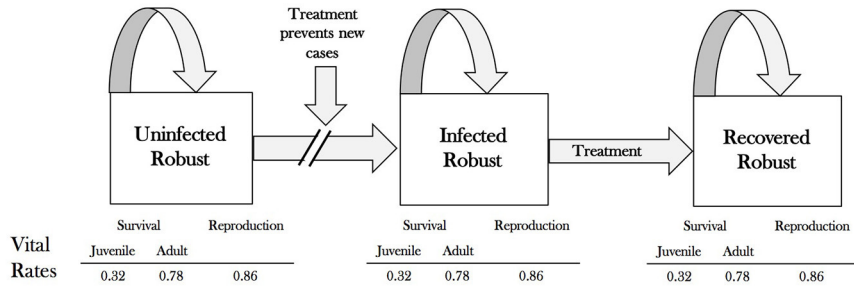 Treatment
prevents new
cases
Uninfected
Robust
Infected
Robust
Treatment
Recovered
Robust
Survival Reproduction Survival Reproduction Survival Reproduction
Vital
Rates
Juvenile Adult Juvenile Adult Juvenile Adult
0.32 0.78 0.86 0.32 0.78 0.86 0.32 0.78 0.86